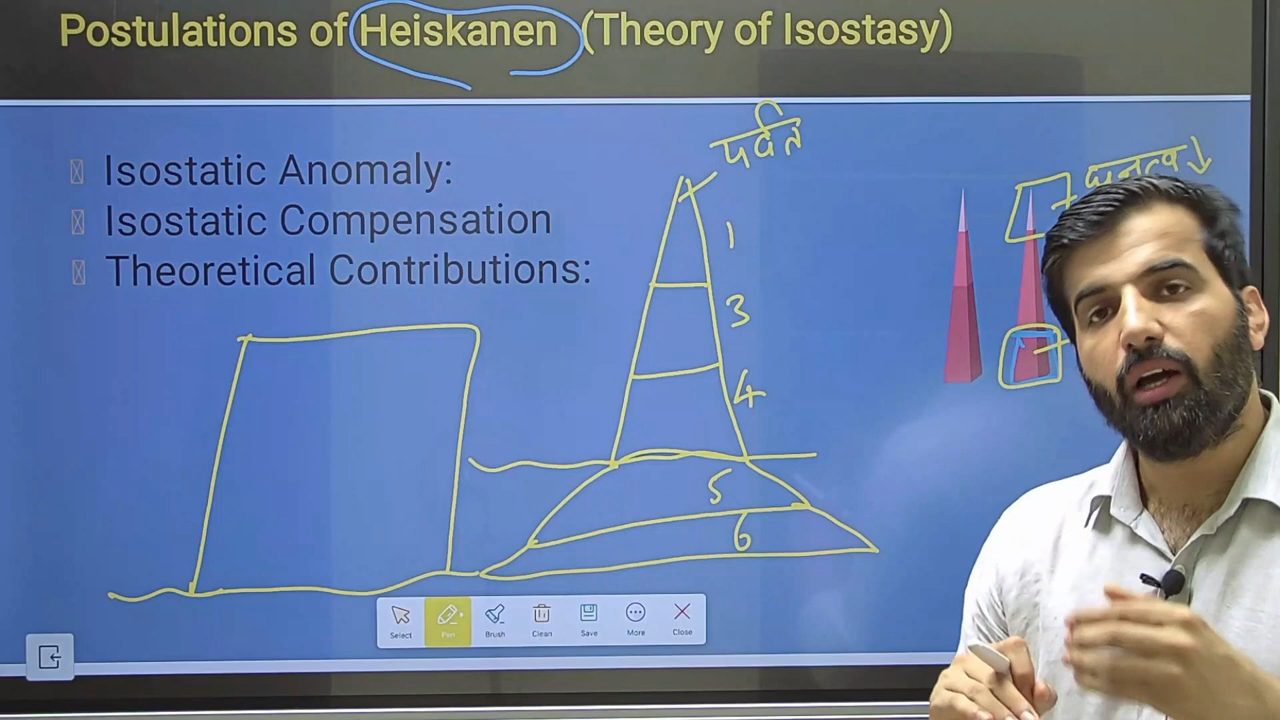 Postulations of Heiskanen (Theory of Isostasy)
Isostatic Anomaly:
Isostatic Compensation
Theoretical Contributions:
पर्वत
घनत्व ↓
1
3
4
5
6
Select
Pen
Brush
Clean
Save
More
Close